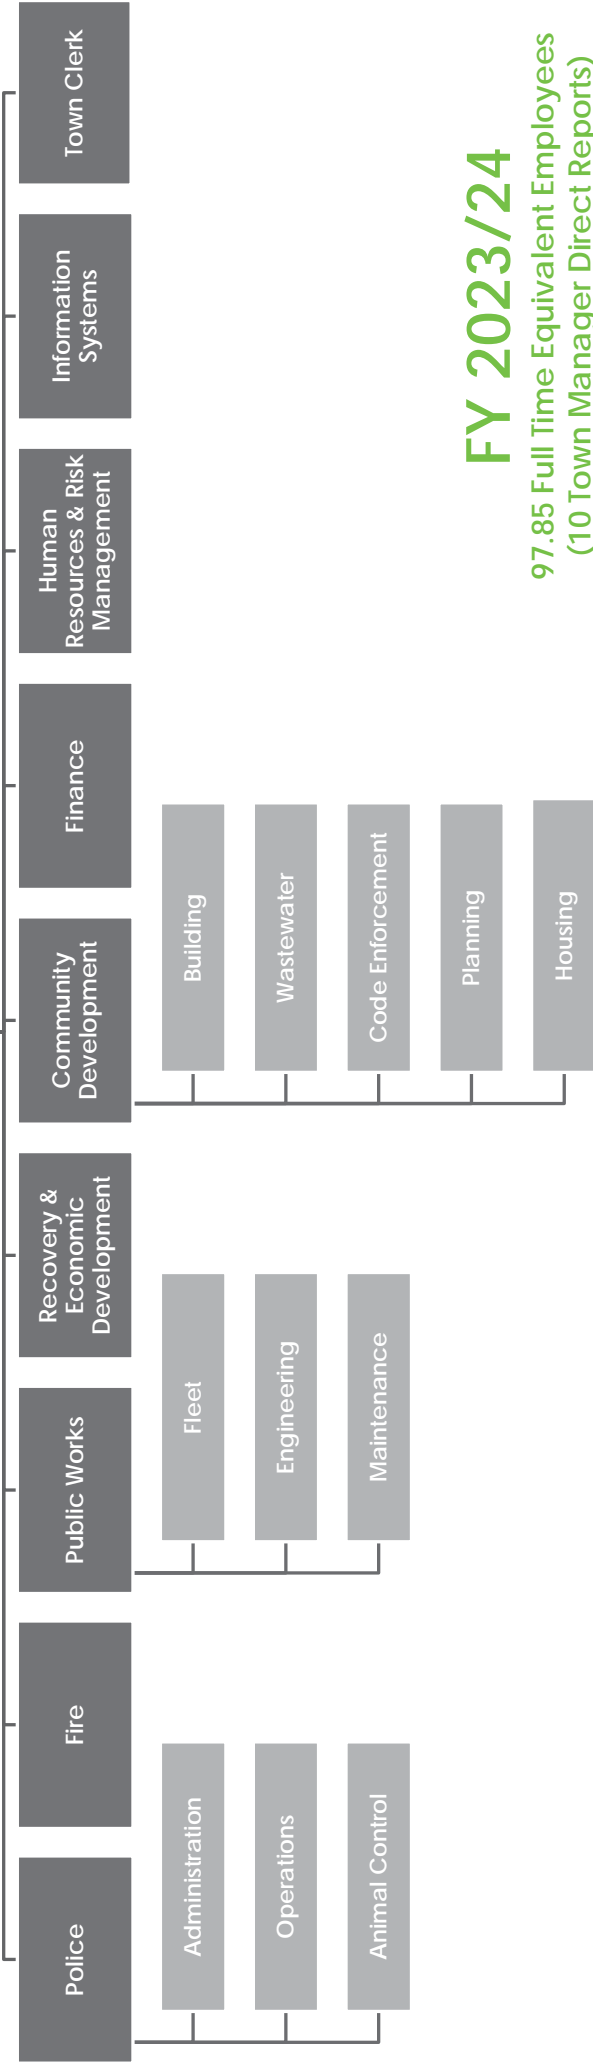 Police
Fire
Public Works
Recovery &
Economic
Development
Community
Development
Finance
Human
Resources & Risk
Management
Information
Systems
Town Clerk
Administration
Operations
Animal Control
Fleet
Engineering
Maintenance
Building
Wastewater
Code Enforcement
Planning
Housing
FY 2023/24
97.85 Full Time Equivalent Employees
(10 Town Manager Direct Reports)